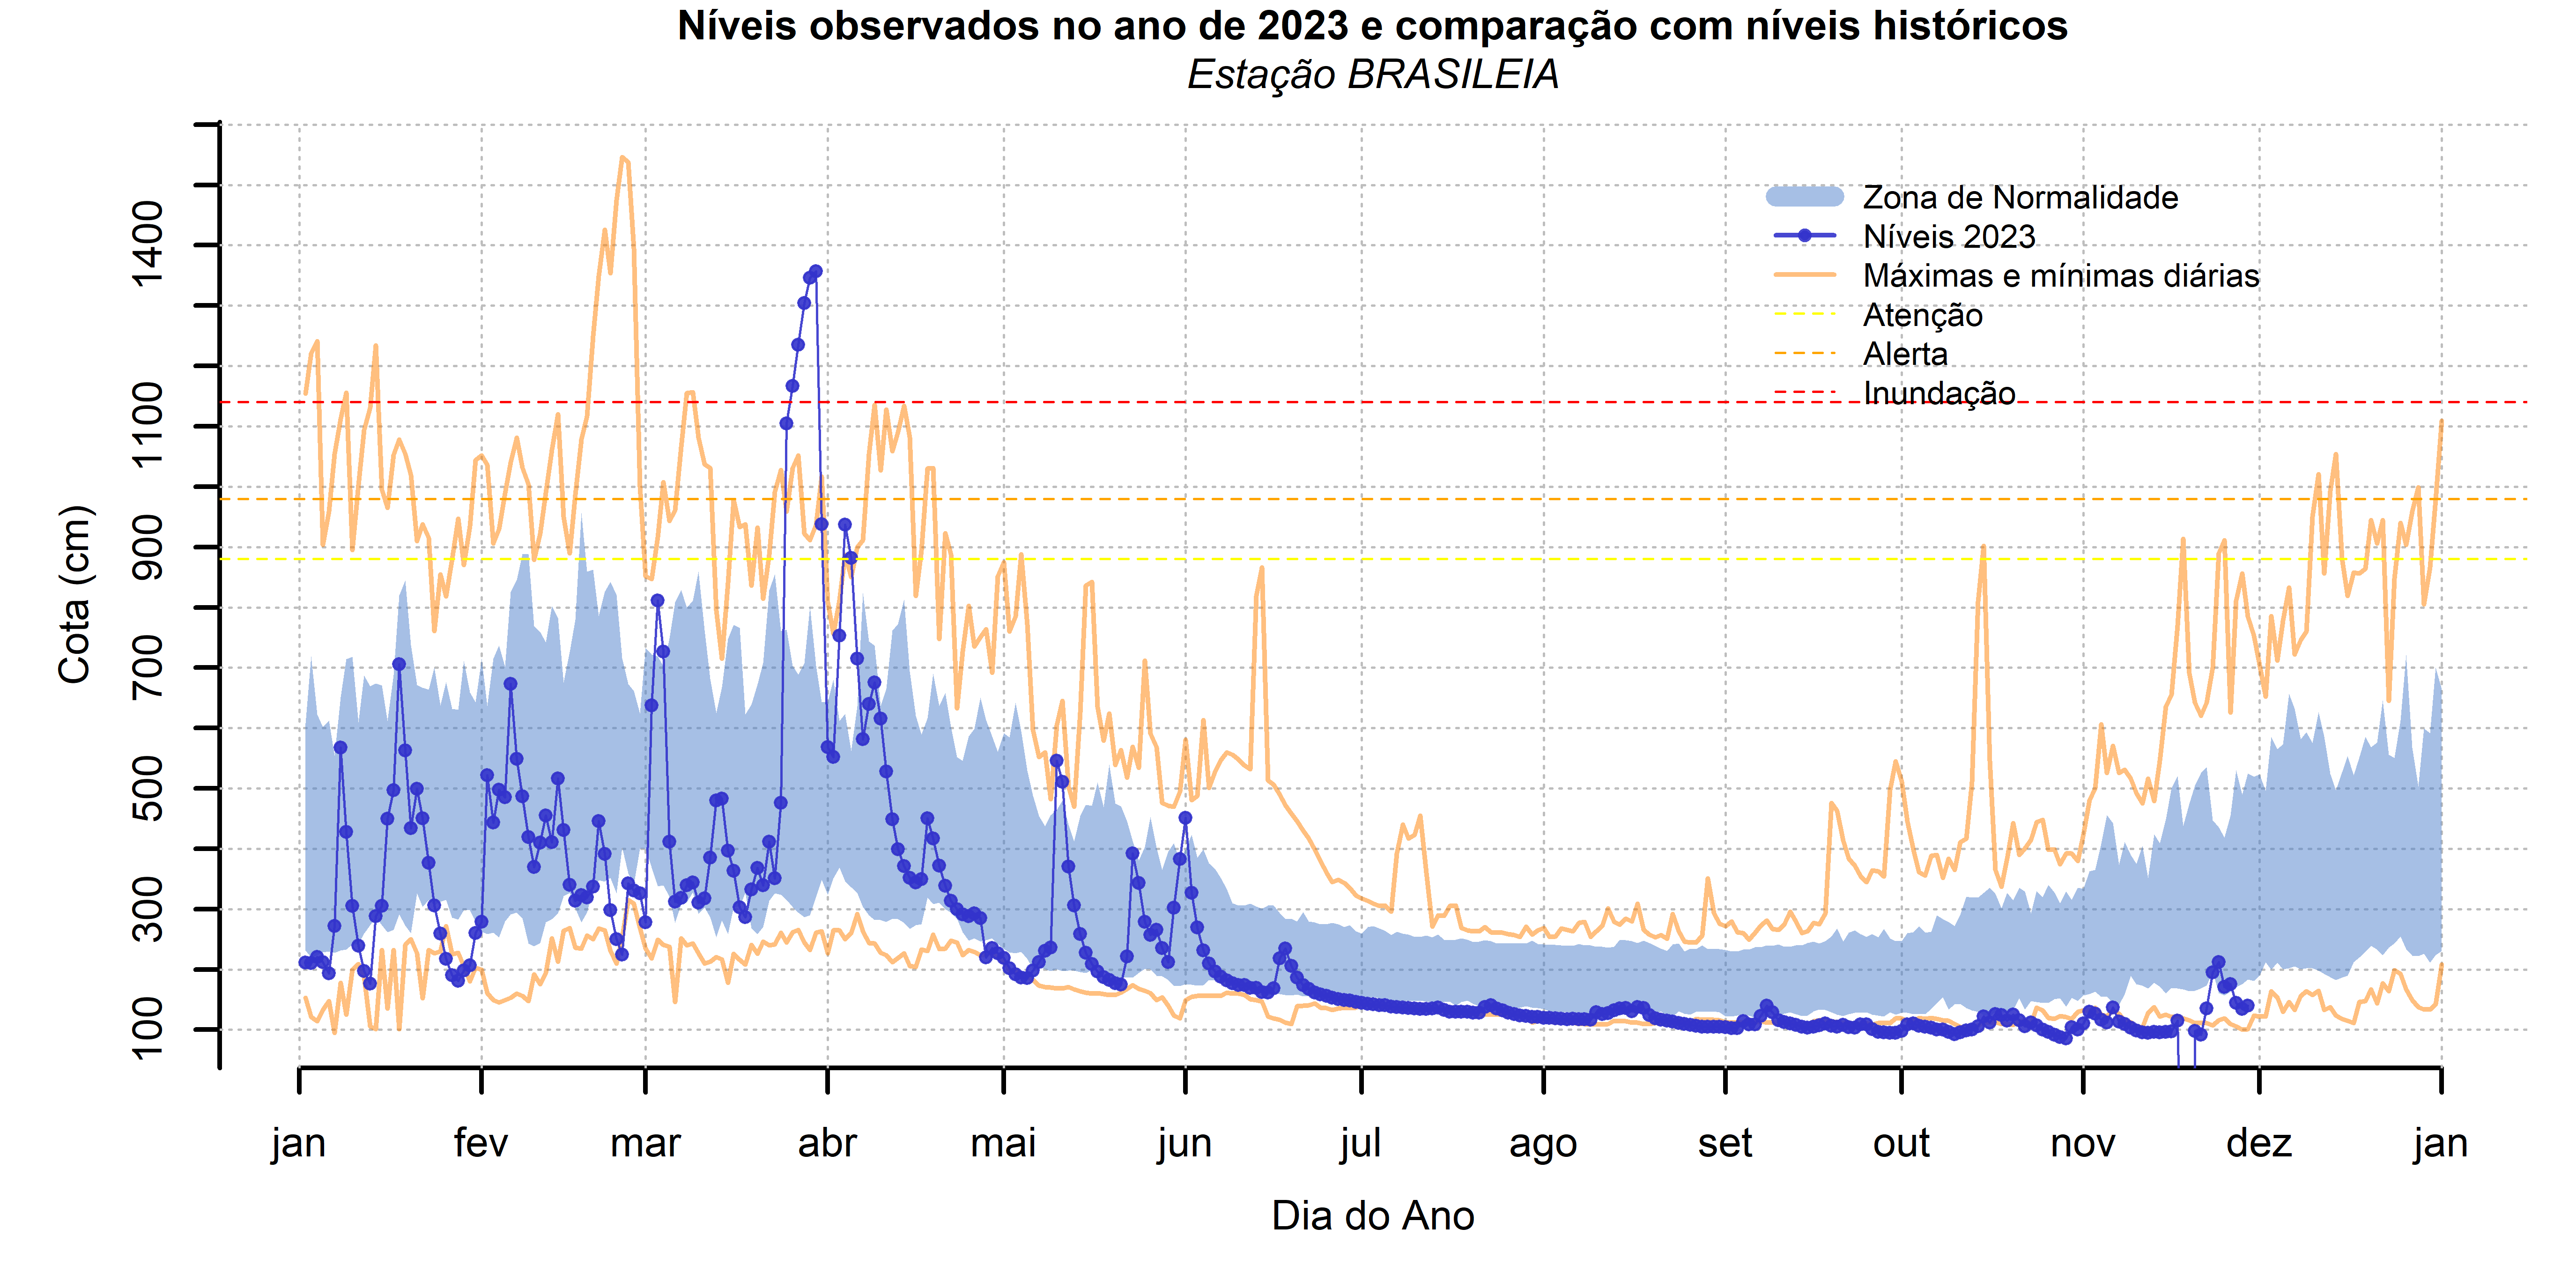 Níveis observados no ano de 2023 e comparação com níveis históricos
Estação BRASILEIA
Cota (cm)
1400
1100
900
700
500
300
100
Zona de Normalidade
Níveis 2023
Máximas e mínimas diárias
Atenção
Alerta
Inundação
jan fev mar abr mai jun jul ago set out nov dez jan
Dia do Ano